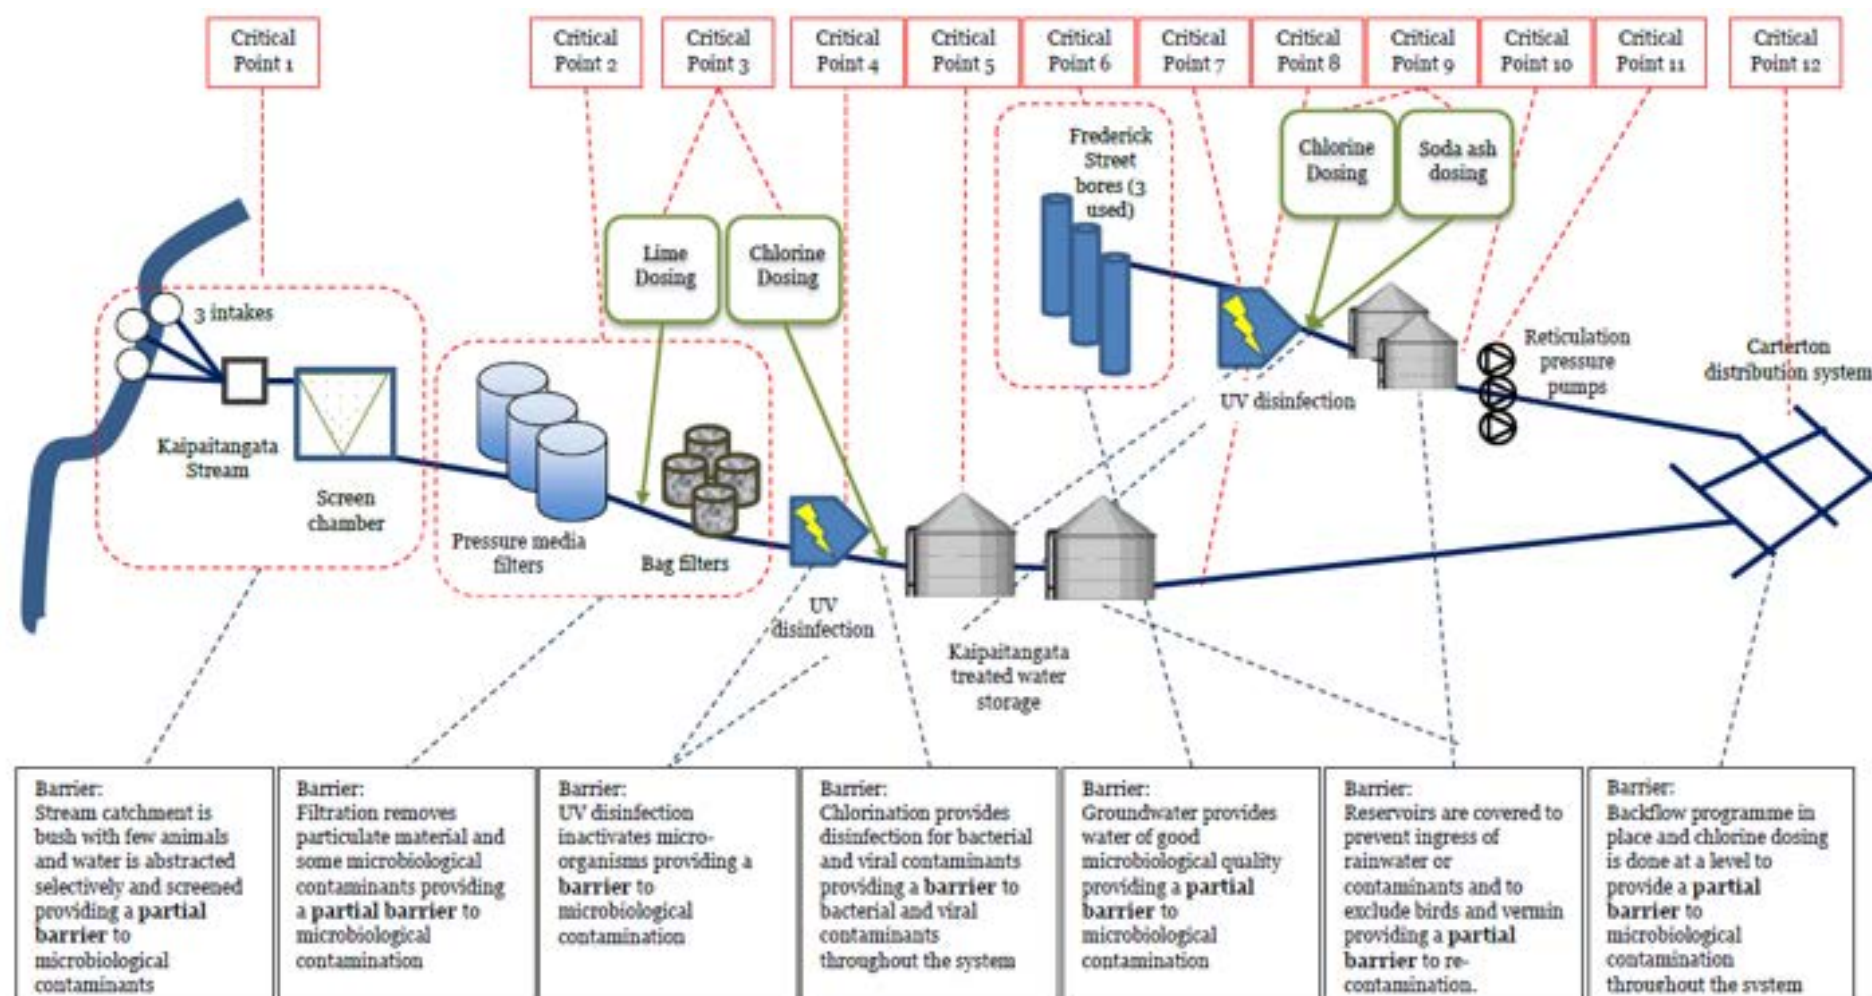 Critical
Point 1
Critical
Point 2
Critical
Point 3
Critical
Point 4
Critical
Point 5
Critical
Point 6
Critical
Point 7
Critical
Point 8
Critical
Point 9
Critical
Point 10
Critical
Point 11
Critical
Point 12
Frederick
Street
bores (3
used)
Chlorine
Dosing
Soda ash
dosing
Lime
Dosing
Chlorine
Dosing
3 intakes
Kaipaitangata
Stream
Screen
chamber
Pressure media
filters
Bag filters
UV
disinfection
Kaipaitangata
treated water
storage
UV disinfection
Reticulation
pressure
pumps
Carterton
distribution system
Barrier:
Stream catchment is
bush with few animals
and water is abstracted
selectively and screened
providing a partial
barrier to
microbiological
contaminants
Barrier:
Filtration removes
particulate material and
some microbiological
contaminants providing
a partial barrier to
microbiological
contamination
Barrier:
UV disinfection
inactivates micro-
organisms providing a
barrier to
microbiological
contamination
Barrier:
Chlorination provides
disinfection for bacterial
and viral contaminants
providing a barrier to
bacterial and viral
contaminants
throughout the system
Barrier:
Groundwater provides
water of good
microbiological quality
providing a partial
barrier to
microbiological
contamination
Barrier:
Reservoirs are covered to
prevent ingress of
rainwater or
contaminants and to
exclude birds and vermin
providing a partial
barrier to re-
contamination.
Barrier:
Backflow programme in
place and chlorine dosing
is done at a level to
provide a partial
barrier to
microbiological
contamination
throughout the system